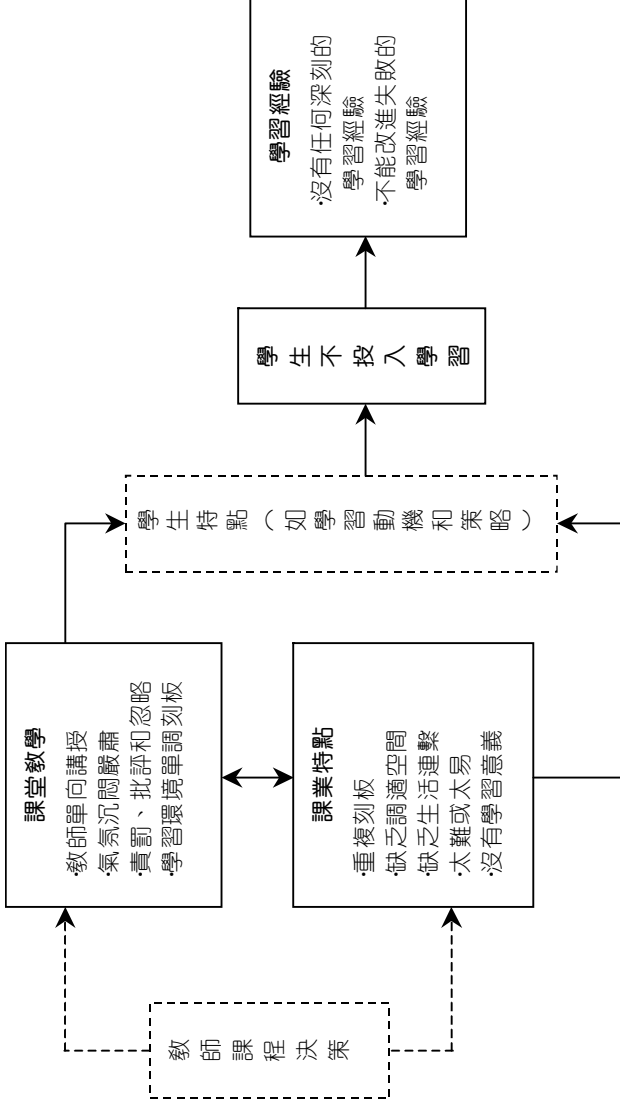 教師課程決策
課堂教學
·教師單向講授
·氣氛沉悶嚴肅
·責罰、批評和忽略
·學習環境單調刻板
課業特點
·重複刻板
·缺乏調適空間
·缺乏生活連繫
·太難或太易
·沒有學習意義
學生特點（如學習動機和策略）
學生不投入學習
學習經驗
·沒有任何深刻的
學習經驗
·不能改進失敗的
學習經驗